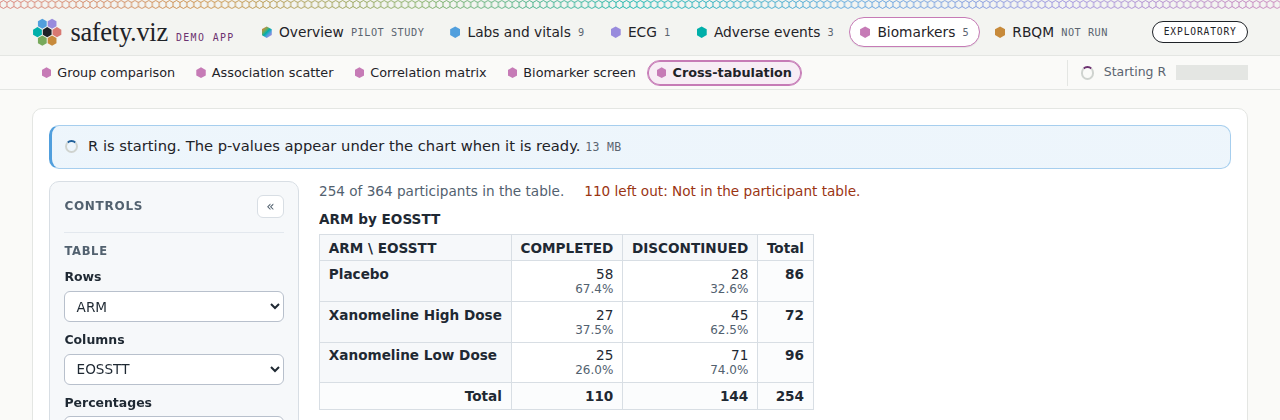 safety.viz DEMO APP
Overview PILOT STUDY
Labs and vitals 9
ECG 1
Adverse events 3
Biomarkers 5
RBQM NOT RUN
EXPLORATORY
Group comparison
Association scatter
Correlation matrix
Biomarker screen
Cross-tabulation
Starting R
R is starting. The p-values appear under the chart when it is ready. 13 MB
CONTROLS
«
TABLE
Rows
ARM
Columns
EOSSTT
Percentages
254 of 364 participants in the table. 110 left out: Not in the participant table.
ARM by EOSSTT
ARM \ EOSSTT COMPLETED DISCONTINUED Total
Placebo 58 28 86
67.4% 32.6%
Xanomeline High Dose 27 45 72
37.5% 62.5%
Xanomeline Low Dose 25 71 96
26.0% 74.0%
Total 110 144 254